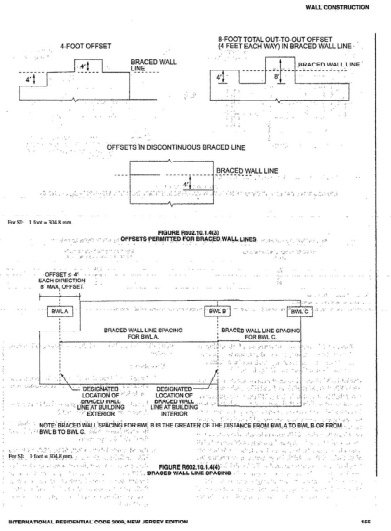 WALL CONSTRUCTION
4-FOOT OFFSET
8-FOOT TOTAL OUT-TO-OUT OFFSET
(4 FEET EACH WAY) IN BRACED WALL LINE
4'
BRACED WALL
LINE
4'
BRACED WALL LINE
4'
8'
OFFSETS IN DISCONTINUOUS BRACED LINE
BRACED WALL LINE
4'
For SI: 1 foot = 304.8 mm.
FIGURE R602.10.1.4(3)
OFFSETS PERMITTED FOR BRACED WALL LINES
OFFSET ≤ 4'
EACH DIRECTION
8' MAX. OFFSET
BWL A
BWL B
BWL C
BRACED WALL LINE SPACING
FOR BWL A.
BRACED WALL LINE SPACING
FOR BWL C.
DESIGNATED
LOCATION OF
BRACED WALL
LINE AT BUILDING
EXTERIOR
DESIGNATED
LOCATION OF
BRACED WALL
LINE AT BUILDING
INTERIOR
NOTE: BRACED WALL SPACING FOR BWL B IS THE GREATER OF THE DISTANCE FROM BWL A TO BWL B OR FROM
BWL B TO BWL C.
For SI: 1 foot = 304.8 mm.
FIGURE R602.10.1.4(4)
BRACED WALL LINE SPACING
INTERNATIONAL RESIDENTIAL CODE 2009, NEW JERSEY EDITION